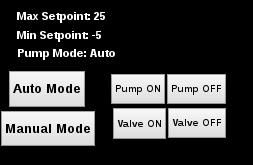 Max Setpoint: 25
Min Setpoint: -5
Pump Mode: Auto
Auto Mode
Pump ON
Pump OFF
Manual Mode
Valve ON
Valve OFF